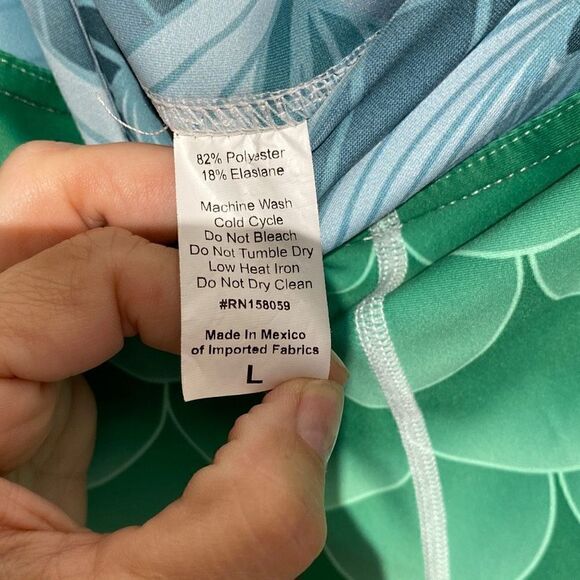 82% Polyester
18% Elastane
Machine Wash
Cold Cycle
Do Not Bleach
Do Not Tumble Dry
Low Heat Iron
Do Not Dry Clean
#RN158059
Made In Mexico
of Imported Fabrics
L